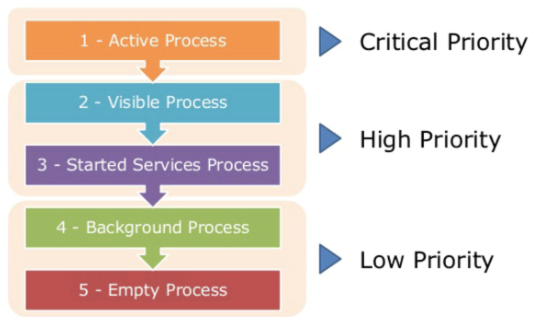 1 - Active Process
Critical Priority
2 - Visible Process
High Priority
3 - Started Services Process
4 - Background Process
Low Priority
5 - Empty Process